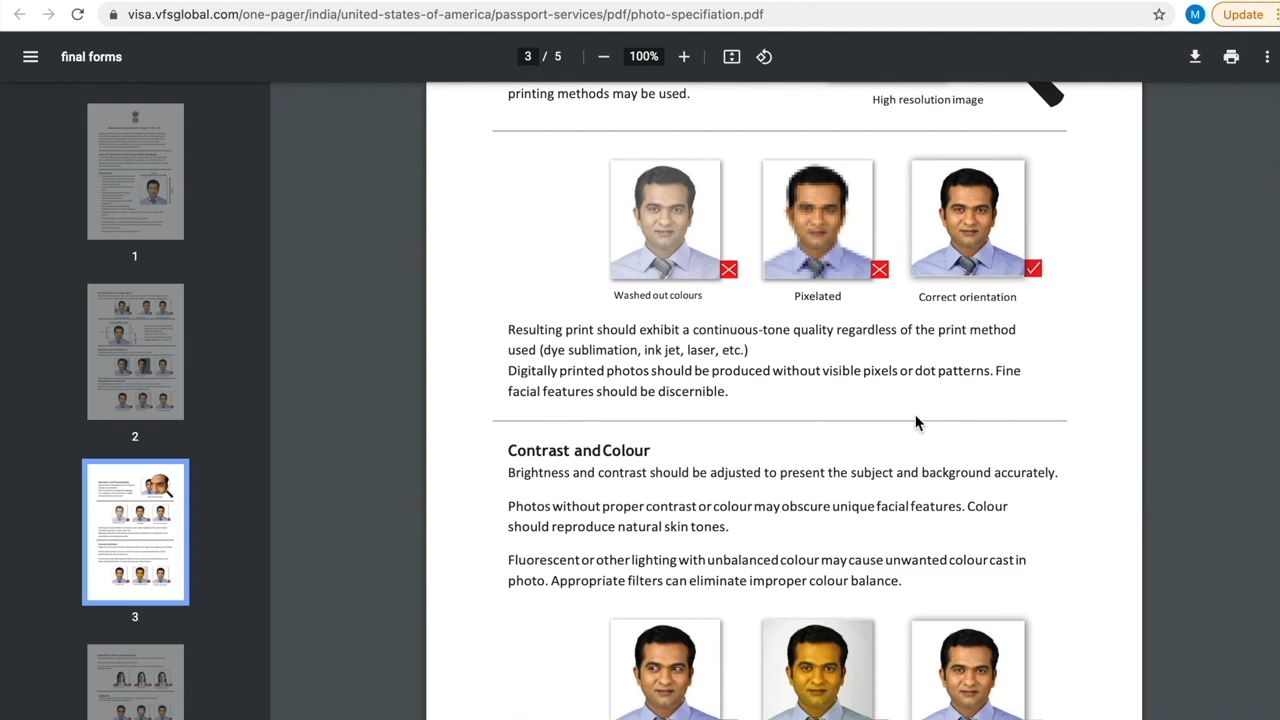 visa.vfsglobal.com/one-pager/india/united-states-of-america/passport-services/pdf/photo-specifiation.pdf
M
Update
final forms
3 / 5
100%
printing methods may be used.
High resolution image
Washed out colours
Pixelated
Correct orientation
Resulting print should exhibit a continuous-tone quality regardless of the print method
used (dye sublimation, ink jet, laser, etc.)
Digitally printed photos should be produced without visible pixels or dot patterns. Fine
facial features should be discernible.
Contrast and Colour
Brightness and contrast should be adjusted to present the subject and background accurately.
Photos without proper contrast or colour may obscure unique facial features. Colour
should reproduce natural skin tones.
Fluorescent or other lighting with unbalanced colour may cause unwanted colour cast in
photo. Appropriate filters can eliminate improper colour balance.
1
2
3